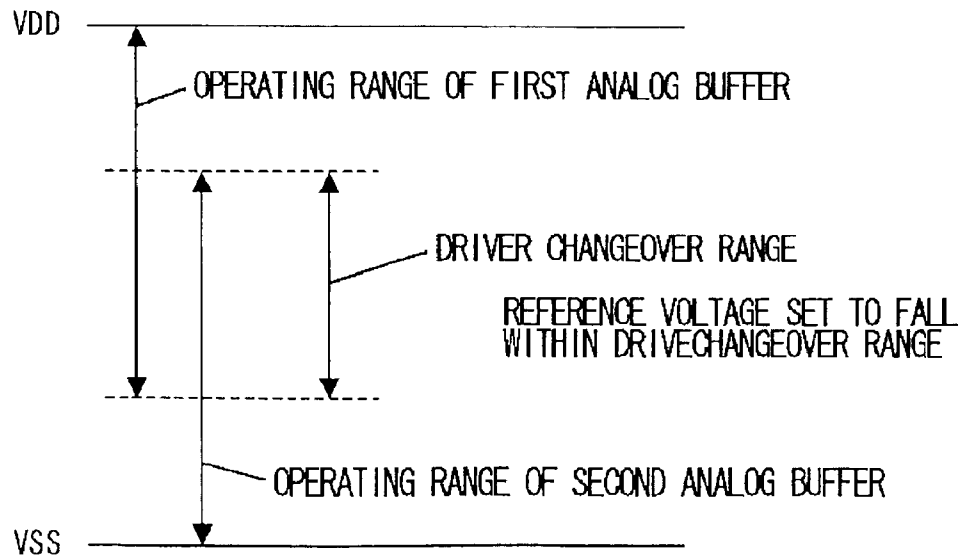 VDD
OPERATING RANGE OF FIRST ANALOG BUFFER
DRIVER CHANGEOVER RANGE
REFERENCE VOLTAGE SET TO FALL
WITHIN DRIVECHANGEOVER RANGE
OPERATING RANGE OF SECOND ANALOG BUFFER
VSS